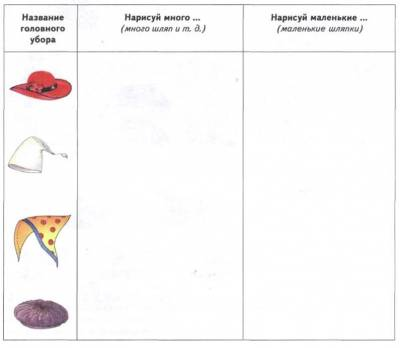 Название
головного
убора
Нарисуй много ...
(много шляп и т. д.)
Нарисуй маленькие ...
(маленькие шляпки)